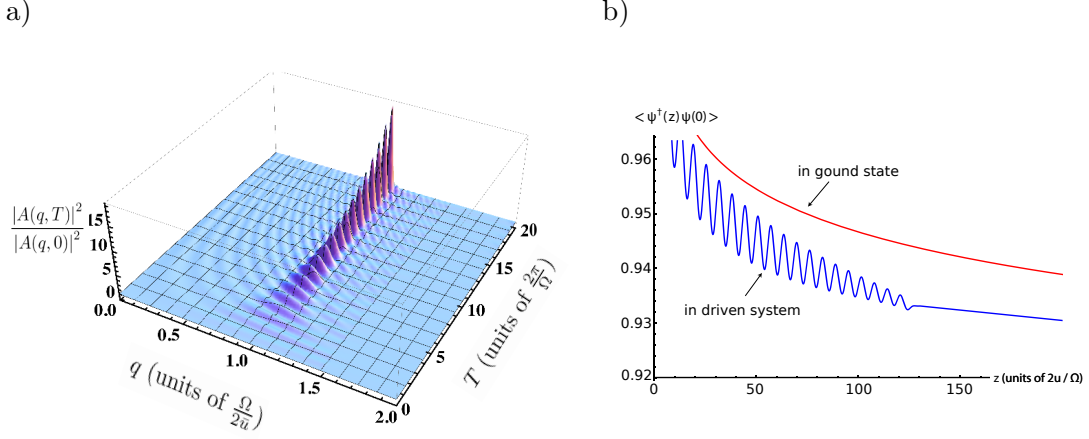 a)
|A(q,T)|²
|A(q,0)|²
15
10
5
0
0.0
0.5
1.0
1.5
2.0
q (units of Ω/2ū)
0
5
10
15
20
T (units of 2π/Ω)
b)
< ψ†(z) ψ(0) >
0.96
0.95
0.94
0.93
0.92
in gound state
in driven system
0
50
100
150
z (units of 2u / Ω)